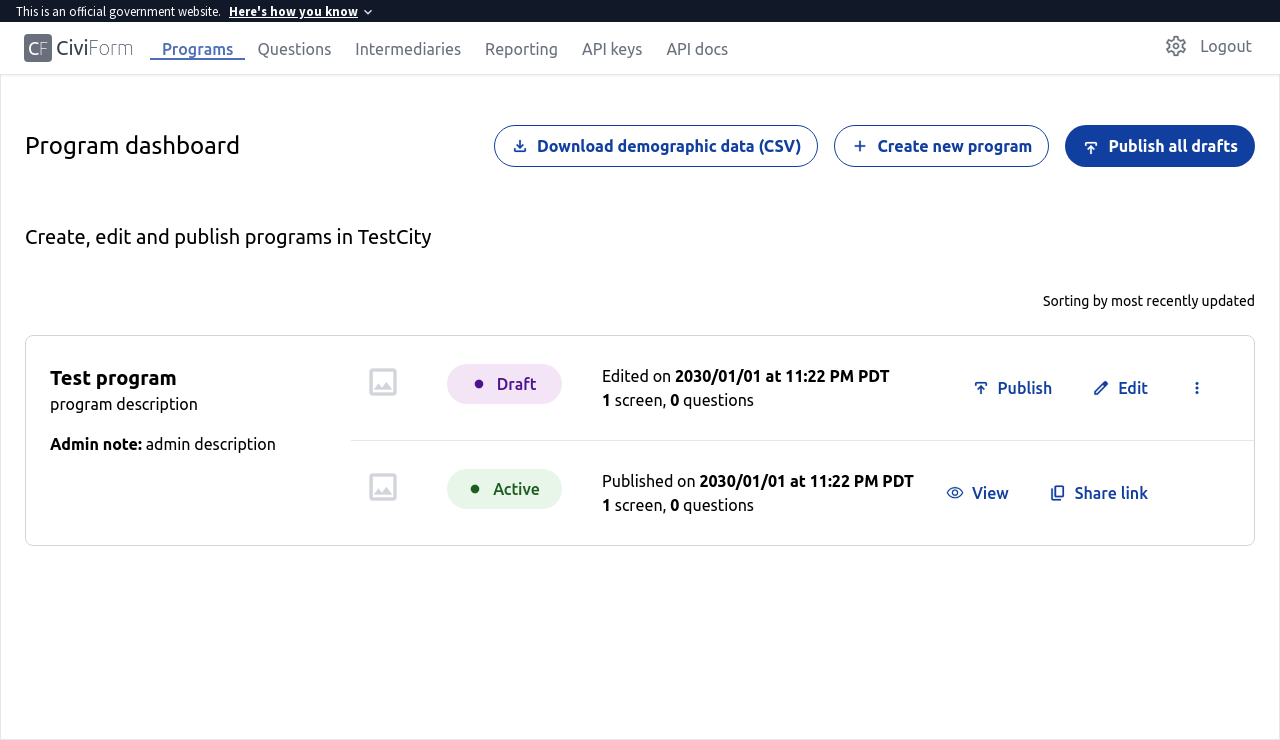 This is an official government website. Here's how you know
CF CiviForm Programs Questions Intermediaries Reporting API keys API docs Logout
Program dashboard Download demographic data (CSV) Create new program Publish all drafts
Create, edit and publish programs in TestCity
Sorting by most recently updated
Test program
program description
Admin note: admin description
Draft
Edited on 2030/01/01 at 11:22 PM PDT
1 screen, 0 questions
Publish Edit
Active
Published on 2030/01/01 at 11:22 PM PDT
1 screen, 0 questions
View Share link